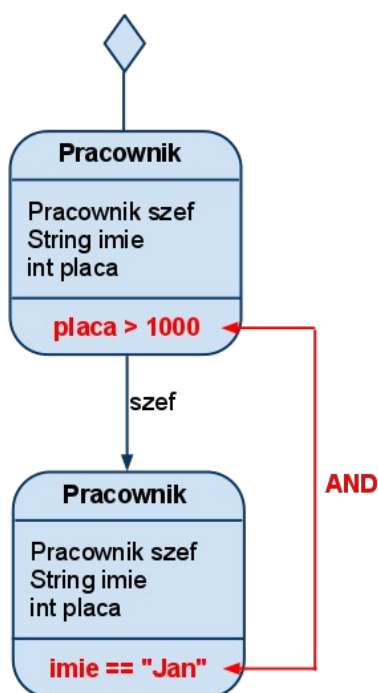 Pracownik
Pracownik szef
String imie
int placa
placa > 1000
szef
AND
Pracownik
Pracownik szef
String imie
int placa
imie == "Jan"